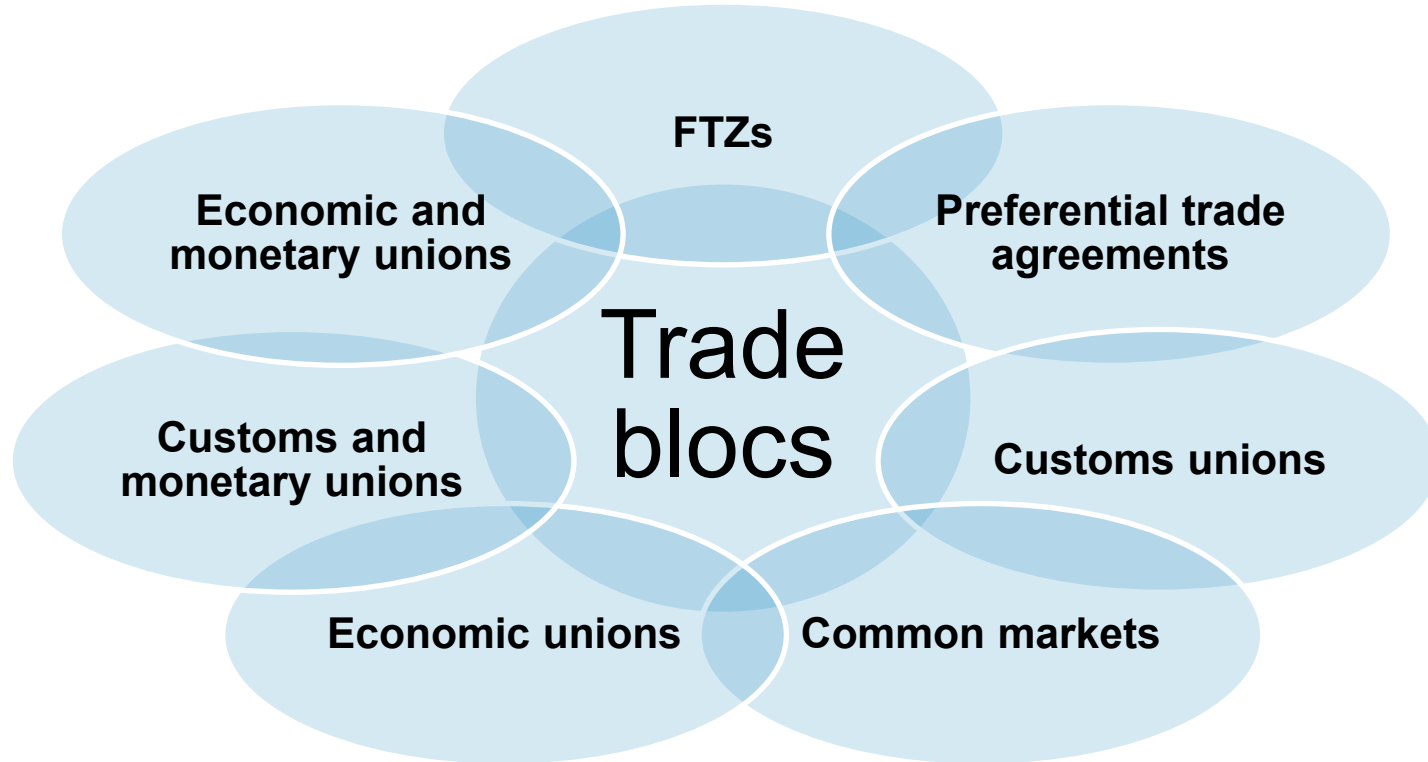 FTZs
Preferential trade
agreements
Customs unions
Common markets
Economic unions
Customs and
monetary unions
Economic and
monetary unions
Trade
blocs